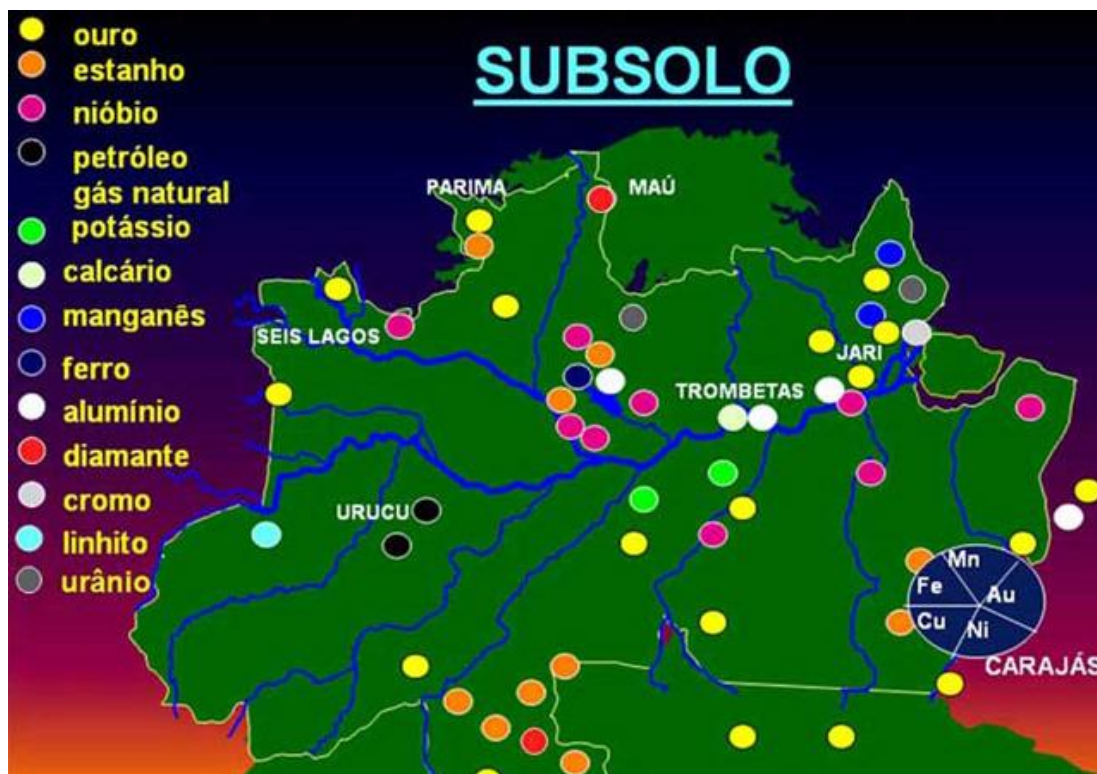 SUBSOLO
ouro
estanho
nióbio
petróleo
gás natural
potássio
calcário
manganês
ferro
alumínio
diamante
cromo
linhito
urânio
PARIMA
MAÚ
SEIS LAGOS
JARI
TROMBETAS
URUCU
Mn
Fe
Au
Cu
Ni
CARAJÁS